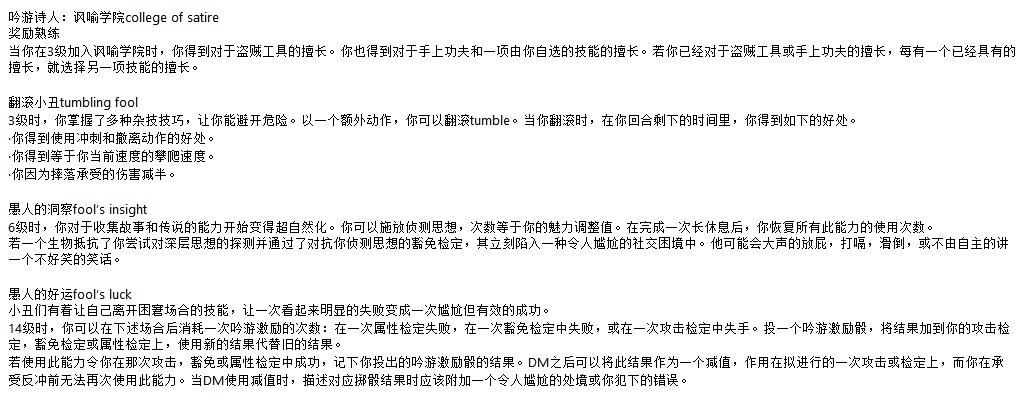 吟游诗人：讽喻学院college of satire
奖励熟练
当你在3级加入讽喻学院时，你得到对于盗贼工具的擅长。你也得到对于手上功夫和一项由你自选的技能的擅长。若你已经对于盗贼工具或手上功夫的擅长，每有一个已经具有的
擅长，就选择另一项技能的擅长。
翻滚小丑tumbling fool
3级时，你掌握了多种杂技技巧，让你能避开危险。以一个额外动作，你可以翻滚tumble。当你翻滚时，在你回合剩下的时间里，你得到如下的好处。
·你得到使用冲刺和撤离动作的好处。
·你得到等于你当前速度的攀爬速度。
·你因为摔落承受的伤害减半。
愚人的洞察fool's insight
6级时，你对于收集故事和传说的能力开始变得超自然化。你可以施放侦测思想，次数等于你的魅力调整值。在完成一次长休息后，你恢复所有此能力的使用次数。
若一个生物抵抗了你尝试对深层思想的探测并通过了对抗你侦测思想的豁免检定，其立刻陷入一种令人尴尬的社交困境中。他可能会大声的放屁，打嗝，滑倒，或不由自主的讲
一个不好笑的笑话。
愚人的好运fool's luck
小丑们有着让自己离开困窘场合的技能，让一次看起来明显的失败变成一次尴尬但有效的成功。
14级时，你可以在下述场合后消耗一次吟游激励的次数：在一次属性检定失败，在一次豁免检定中失败，或在一次攻击检定中失手。投一个吟游激励骰，将结果加到你的攻击检
定，豁免检定或属性检定上，使用新的结果代替旧的结果。
若使用此能力令你在那次攻击，豁免或属性检定中成功，记下你投出的吟游激励骰的结果。DM之后可以将此结果作为一个减值，作用在拟进行的一次攻击或检定上，而你在承
受反冲前无法再次使用此能力。当DM使用减值时，描述对应掷骰结果时应该附加一个令人尴尬的处境或你犯下的错误。